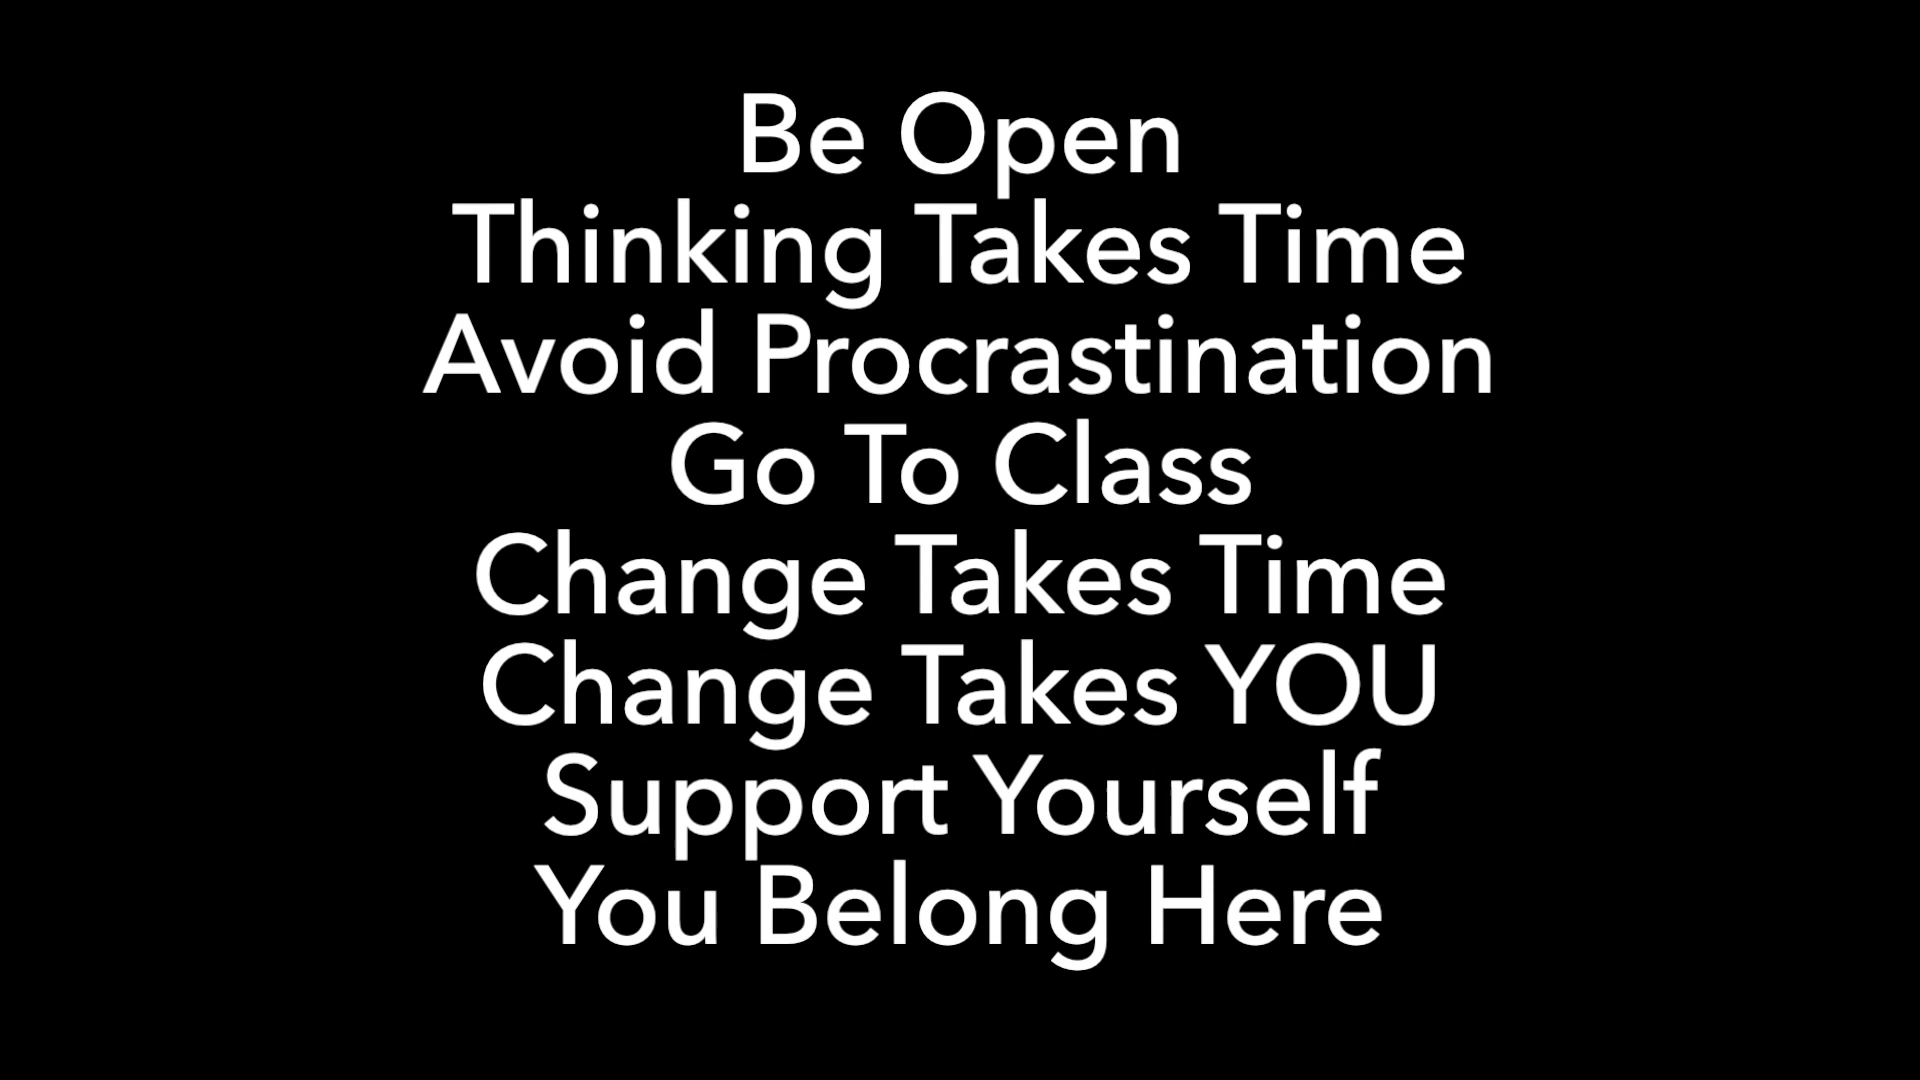 Be Open
Thinking Takes Time
Avoid Procrastination
Go To Class
Change Takes Time
Change Takes YOU
Support Yourself
You Belong Here